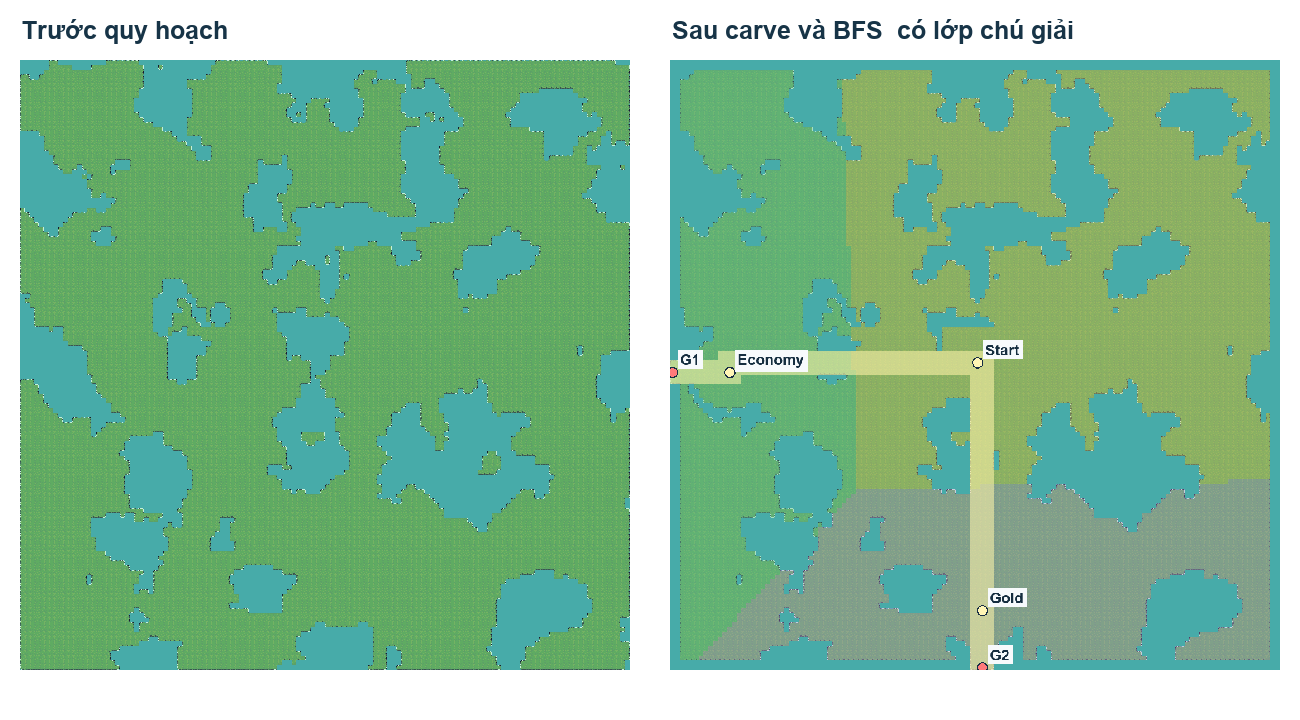 Trước quy hoạch
Sau carve và BFS  có lớp chú giải
Start
G1
Economy
Gold
G2